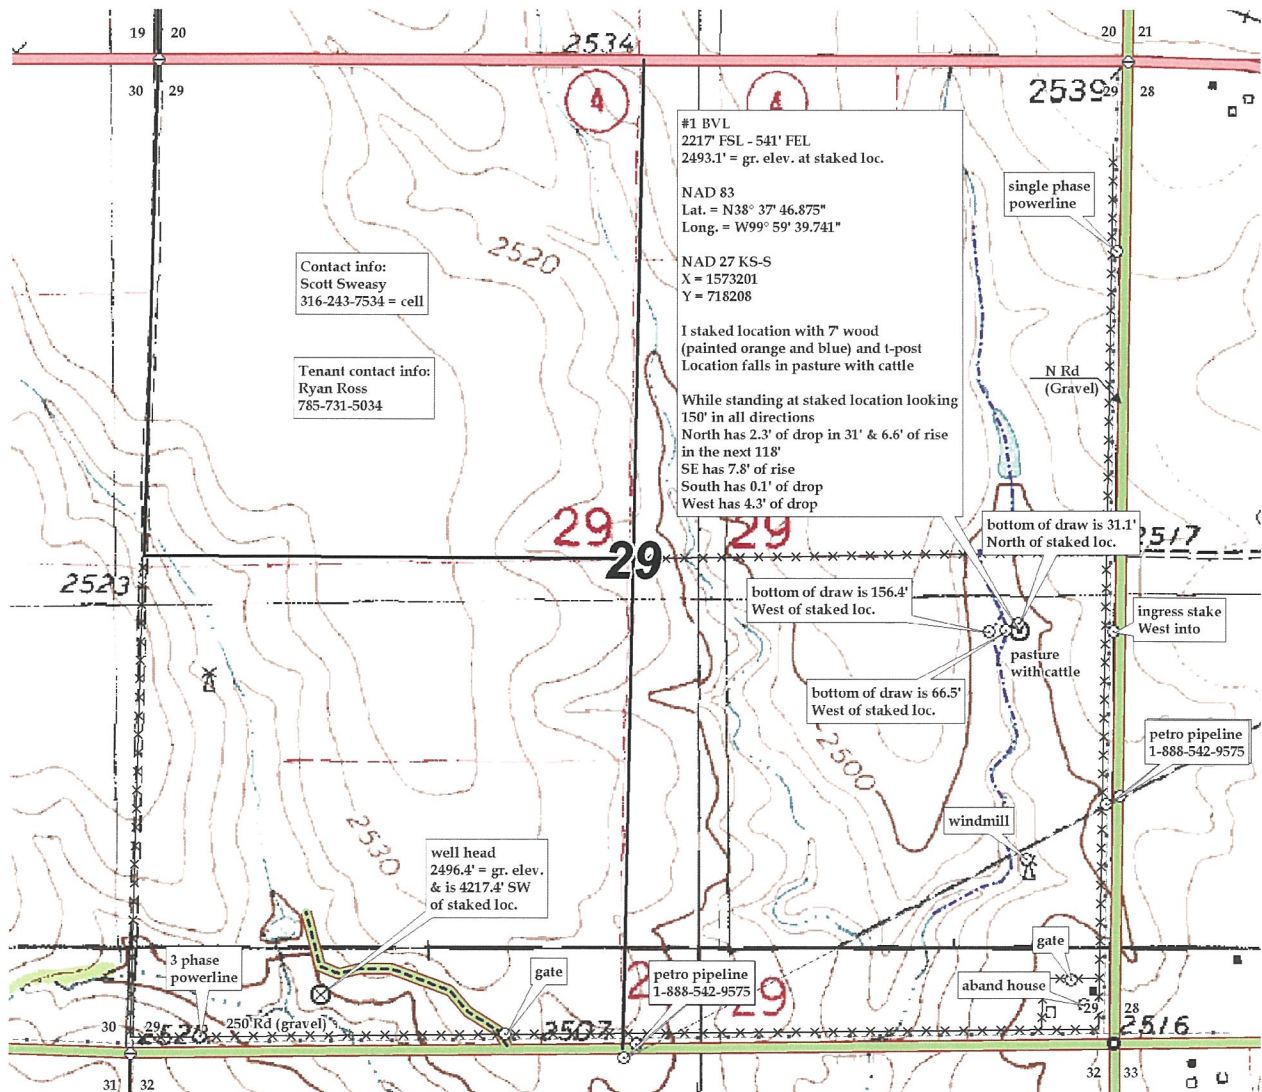 19 20
20 21
2534
30 29
29 28
2539
4
4
#1 BVL
2217' FSL - 541' FEL
2493.1' = gr. elev. at staked loc.
NAD 83
Lat. = N38° 37' 46.875"
Long. = W99° 59' 39.741"
NAD 27 KS-S
X = 1573201
Y = 718208
I staked location with 7' wood
(painted orange and blue) and t-post
Location falls in pasture with cattle
While standing at staked location looking
150' in all directions
North has 2.3' of drop in 31' & 6.6' of rise
in the next 118'
SE has 7.8' of rise
South has 0.1' of drop
West has 4.3' of drop
single phase
powerline
2520
Contact info:
Scott Sweasy
316-243-7534 = cell
Tenant contact info:
Ryan Ross
785-731-5034
N Rd
(Gravel)
29
29
29
bottom of draw is 31.1'
North of staked loc.
2517
2523
bottom of draw is 156.4'
West of staked loc.
ingress stake
West into
pasture
with cattle
bottom of draw is 66.5'
West of staked loc.
2500
petro pipeline
1-888-542-9575
windmill
2530
well head
2496.4' = gr. elev.
& is 4217.4' SW
of staked loc.
3 phase
powerline
gate
petro pipeline
1-888-542-9575
29
gate
aband house
30 29
250 Rd (gravel)
2507
29 28
2516
31 32
32 33